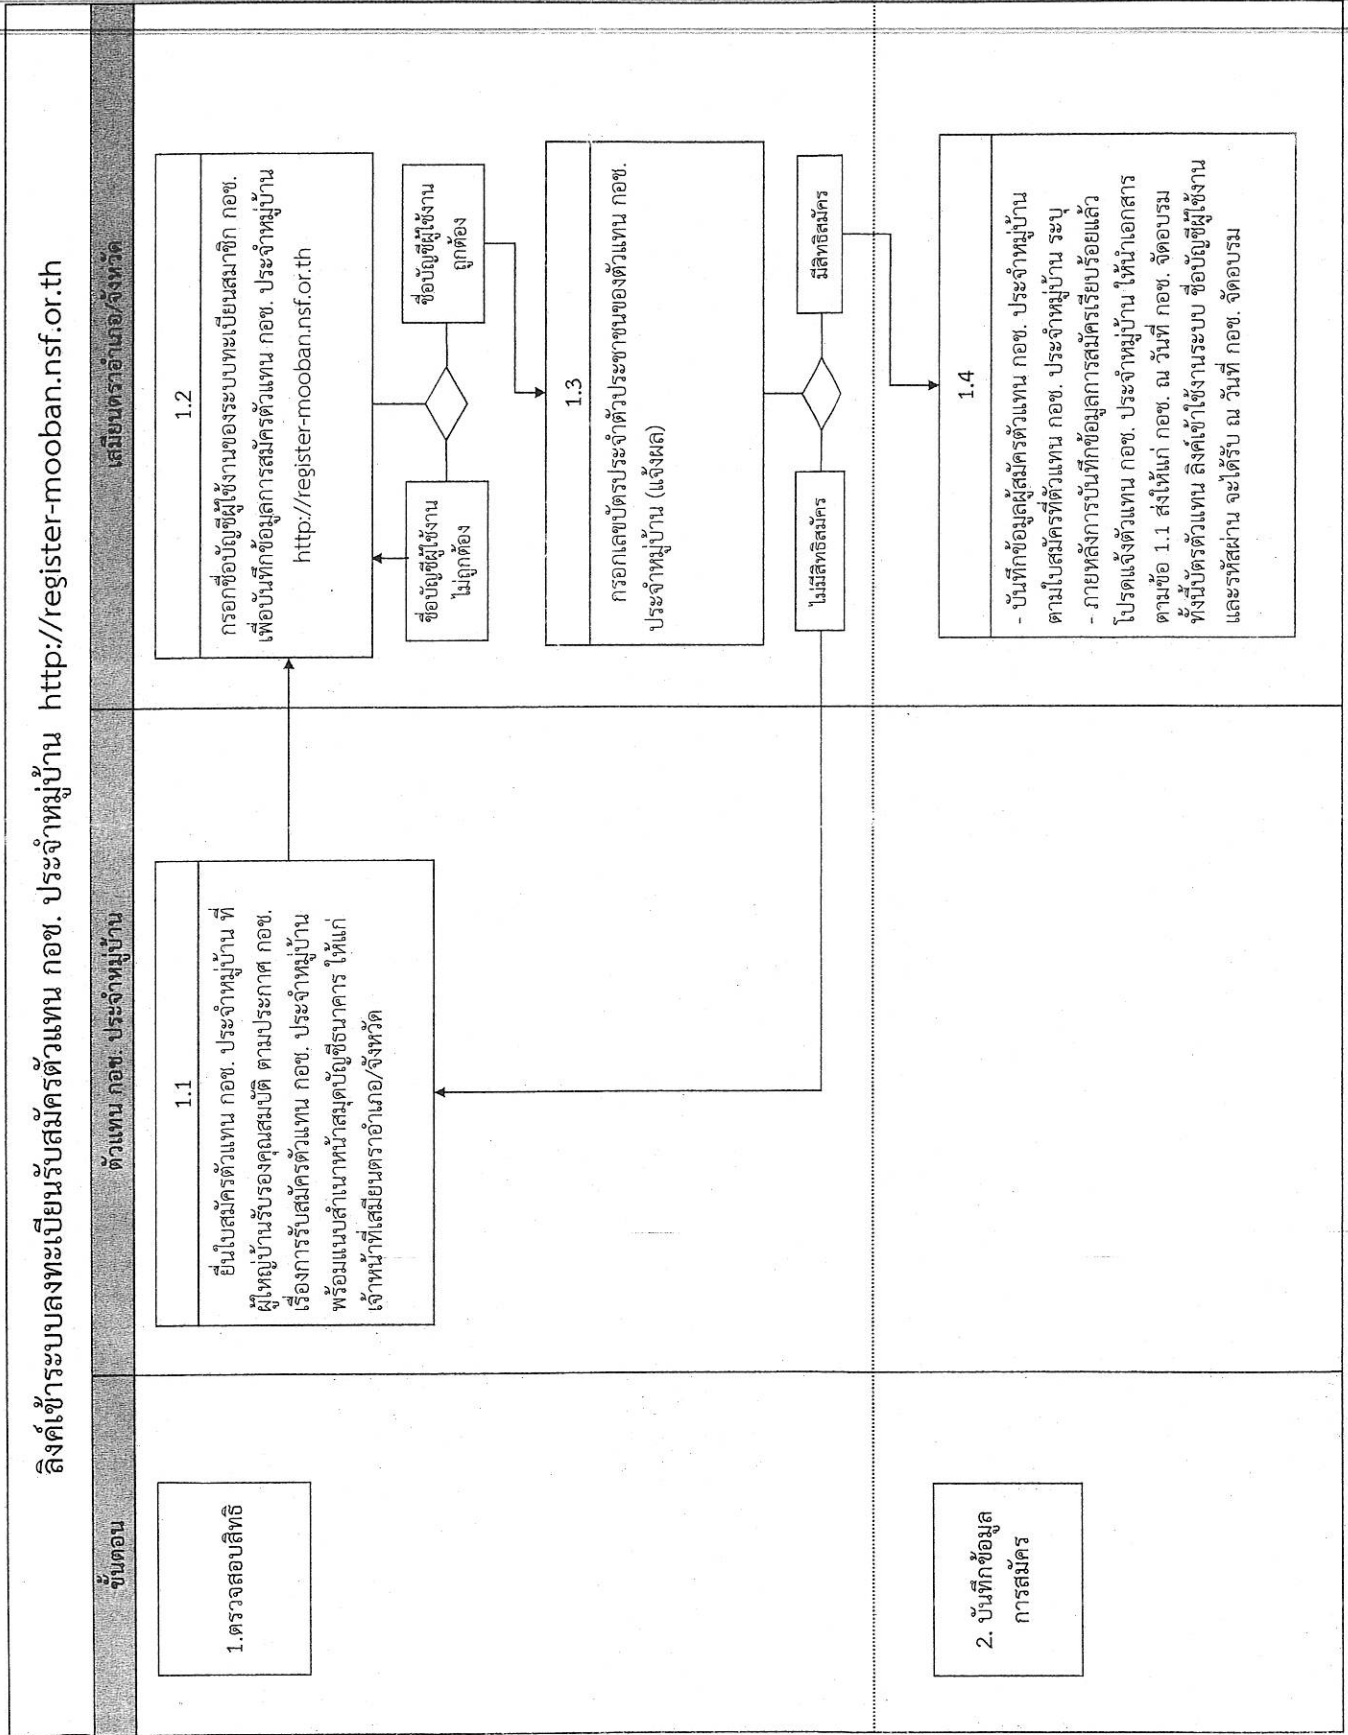 ลิงค์เข้าระบบลงทะเบียนรับสมัครตัวแทน กอช. ประจำหมู่บ้าน http://register-mooban.nsf.or.th
ขั้นตอน
ตัวแทน กอช. ประจำหมู่บ้าน
เสมียนตราอำเภอ/จังหวัด
1.ตรวจสอบสิทธิ
1.1
ยื่นใบสมัครตัวแทน กอช. ประจำหมู่บ้าน ที่
ผู้ใหญ่บ้านรับรองคุณสมบัติ ตามประกาศ กอช.
เรื่องการรับสมัครตัวแทน กอช. ประจำหมู่บ้าน
พร้อมแนบสำเนาหน้าสมุดบัญชีธนาคาร ให้แก่
เจ้าหน้าที่เสมียนตราอำเภอ/จังหวัด
1.2
กรอกชื่อบัญชีผู้ใช้งานของระบบทะเบียนสมาชิก กอช.
เพื่อบันทึกข้อมูลการสมัครตัวแทน กอช. ประจำหมู่บ้าน
http://register-mooban.nsf.or.th
ชื่อบัญชีผู้ใช้งาน
ไม่ถูกต้อง
ชื่อบัญชีผู้ใช้งาน
ถูกต้อง
1.3
กรอกเลขบัตรประจำตัวประชาชนของตัวแทน กอช.
ประจำหมู่บ้าน (แจ้งผล)
ไม่มีสิทธิสมัคร
มีสิทธิสมัคร
2. บันทึกข้อมูล
การสมัคร
1.4
- บันทึกข้อมูลผู้สมัครตัวแทน กอช. ประจำหมู่บ้าน
ตามใบสมัครที่ตัวแทน กอช. ประจำหมู่บ้าน ระบุ
- ภายหลังการบันทึกข้อมูลการสมัครเรียบร้อยแล้ว
โปรดแจ้งตัวแทน กอช. ประจำหมู่บ้าน ให้นำเอกสาร
ตามข้อ 1.1 ส่งให้แก่ กอช. ณ วันที่ กอช. จัดอบรม
ทั้งนี้บัตรตัวแทน ลิงค์เข้าใช้งานระบบ ชื่อบัญชีผู้ใช้งาน
และรหัสผ่าน จะได้รับ ณ วันที่ กอช. จัดอบรม